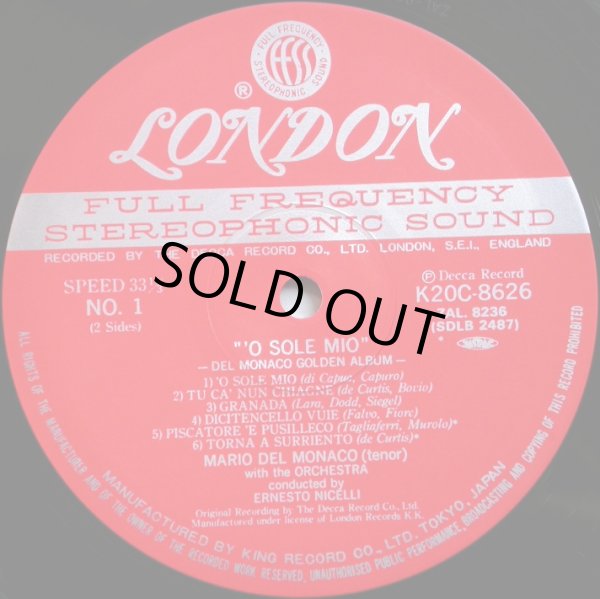 FULL FREQUENCY
STEREOPHONIC SOUND
FFSS
®
LONDON
FULL FREQUENCY
STEREOPHONIC SOUND
RECORDED BY THE DECCA RECORD CO., LTD. LONDON, S.E.I., ENGLAND
SPEED 33⅓
NO. 1
(2 Sides)
Ⓟ Decca Record
K20C-8626
ZAL. 8236
(SDLB 2487)
SOLD OUT
"'O SOLE MIO"
— DEL MONACO GOLDEN ALBUM —
1) 'O SOLE MIO (di Capua, Capuro)
2) TU CA' NUN CHIAGNE (de Curtis, Bovio)
3) GRANADA (Lara, Dodd, Siegel)
4) DICITENCELLO VUIE (Falvo, Fiore)
5) PISCATORE 'E PUSILLECO (Tagliaferri, Murolo)*
6) TORNA A SURRIENTO (de Curtis)*
MARIO DEL MONACO (tenor)
with the ORCHESTRA
conducted by
ERNESTO NICELLI
Original Recording by The Decca Record Co., Ltd.
Manufactured under license of London Records K.K.
MANUFACTURED BY KING RECORD CO., LTD. TOKYO, JAPAN
ALL RIGHTS OF THE MANUFACTURER AND OF THE OWNER OF THE RECORDED WORK RESERVED, UNAUTHORISED PUBLIC PERFORMANCE, BROADCASTING AND COPYING OF THIS RECORD PROHIBITED